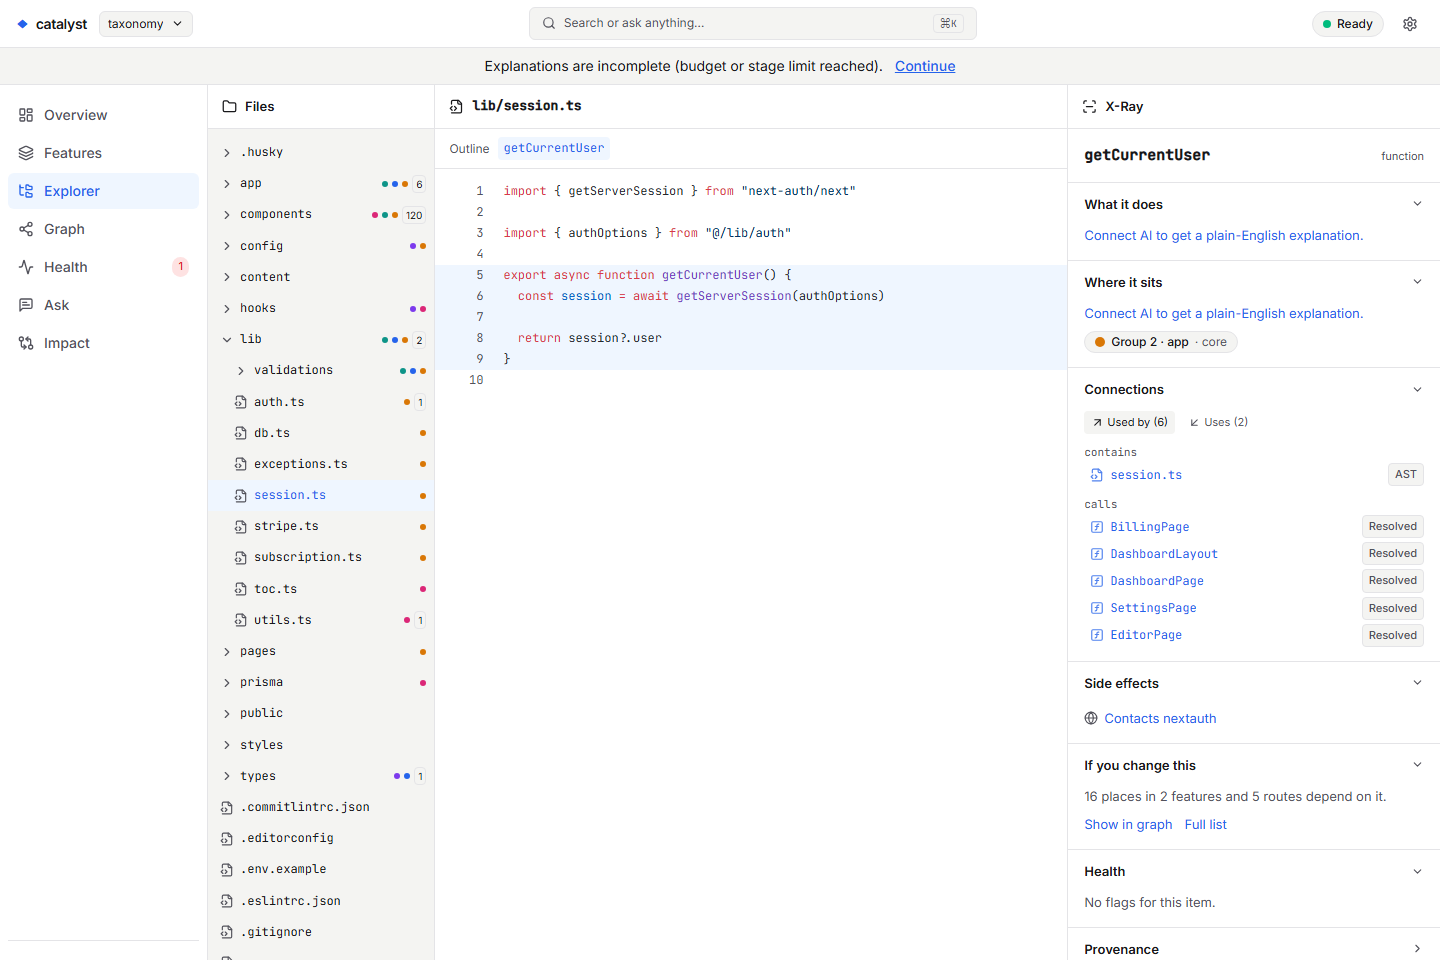 catalyst
taxonomy
Search or ask anything...
⌘K
Ready
Explanations are incomplete (budget or stage limit reached). Continue
Overview
Features
Explorer
Graph
Health 1
Ask
Impact
Files
.husky
app 6
components 120
config
content
hooks
lib 2
validations
auth.ts 1
db.ts
exceptions.ts
session.ts
stripe.ts
subscription.ts
toc.ts
utils.ts 1
pages
prisma
public
styles
types 1
.commitlintrc.json
.editorconfig
.env.example
.eslintrc.json
.gitignore
lib/session.ts
Outline getCurrentUser
1 import { getServerSession } from "next-auth/next"
2
3 import { authOptions } from "@/lib/auth"
4
5 export async function getCurrentUser() {
6 const session = await getServerSession(authOptions)
7
8 return session?.user
9 }
10
X-Ray
getCurrentUser function
What it does
Connect AI to get a plain-English explanation.
Where it sits
Connect AI to get a plain-English explanation.
Group 2 · app · core
Connections
Used by (6) Uses (2)
contains
session.ts AST
calls
BillingPage Resolved
DashboardLayout Resolved
DashboardPage Resolved
SettingsPage Resolved
EditorPage Resolved
Side effects
Contacts nextauth
If you change this
16 places in 2 features and 5 routes depend on it.
Show in graph Full list
Health
No flags for this item.
Provenance